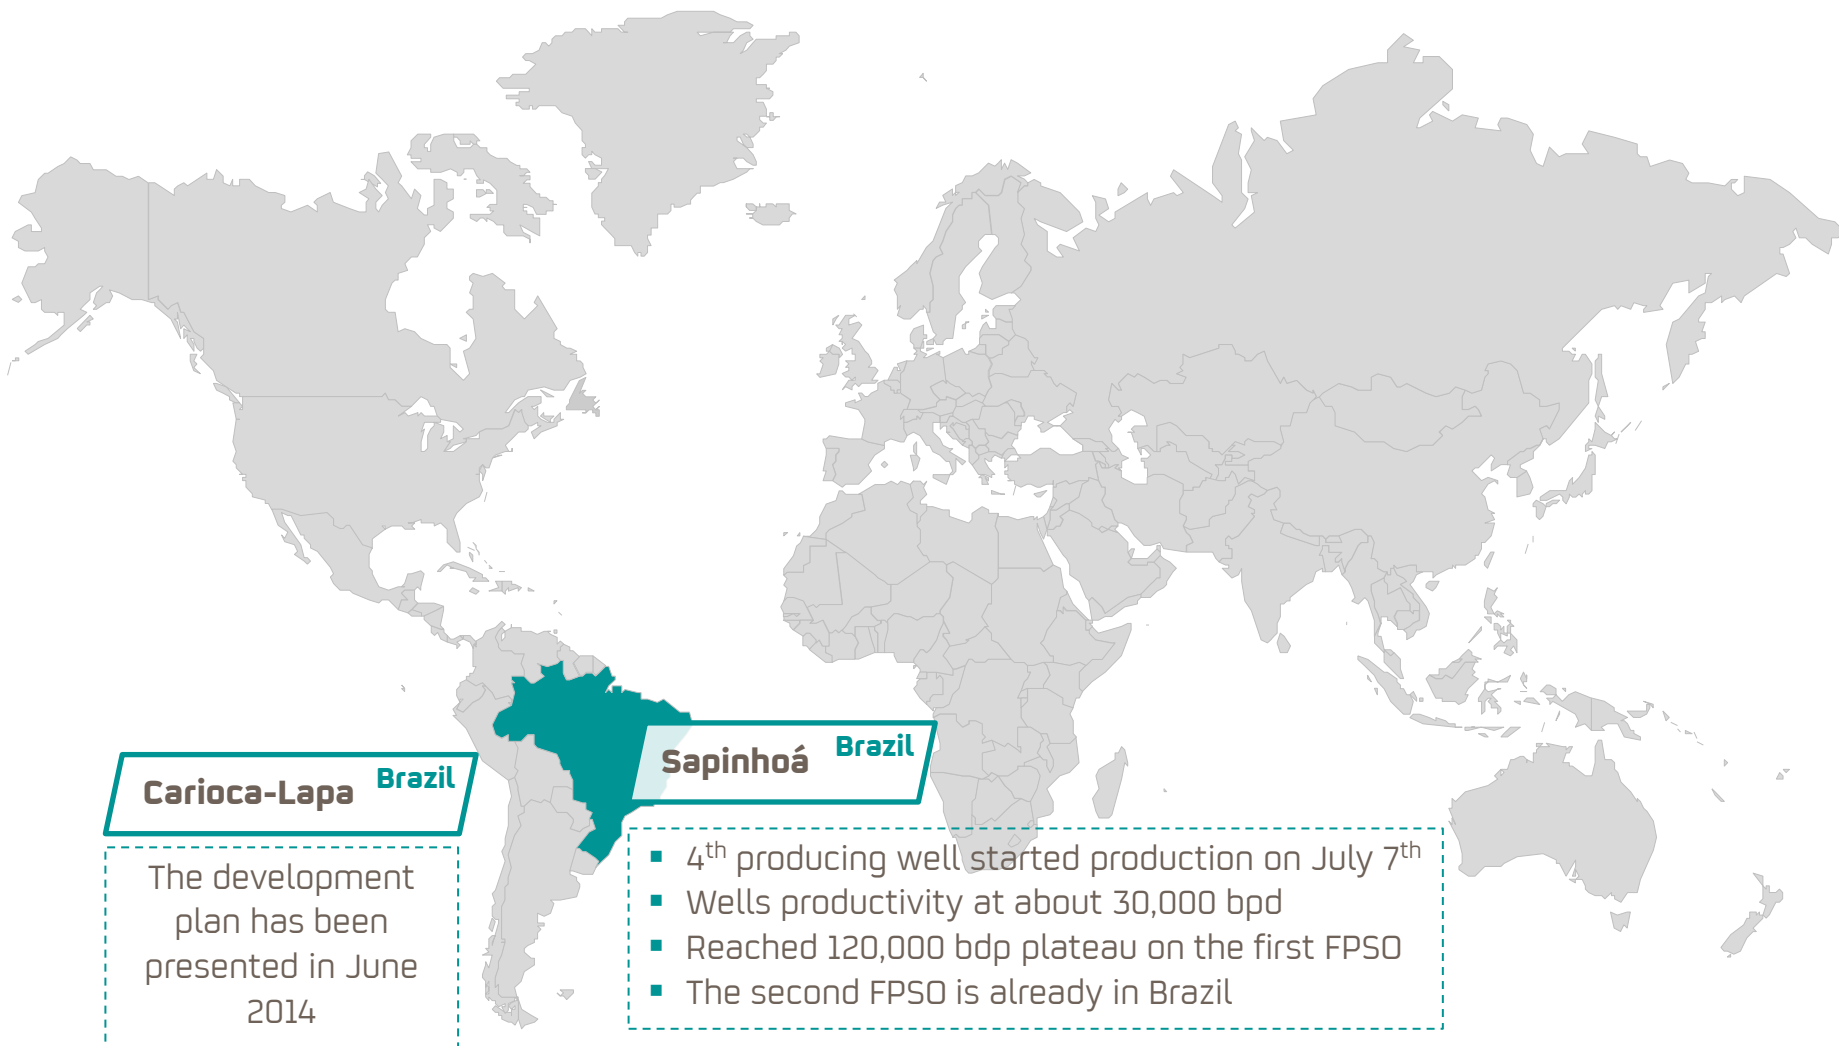 Carioca-Lapa Brazil
The development
plan has been
presented in June
2014
Sapinhoá Brazil
▪ 4th producing well started production on July 7th
▪ Wells productivity at about 30,000 bpd
▪ Reached 120,000 bdp plateau on the first FPSO
▪ The second FPSO is already in Brazil